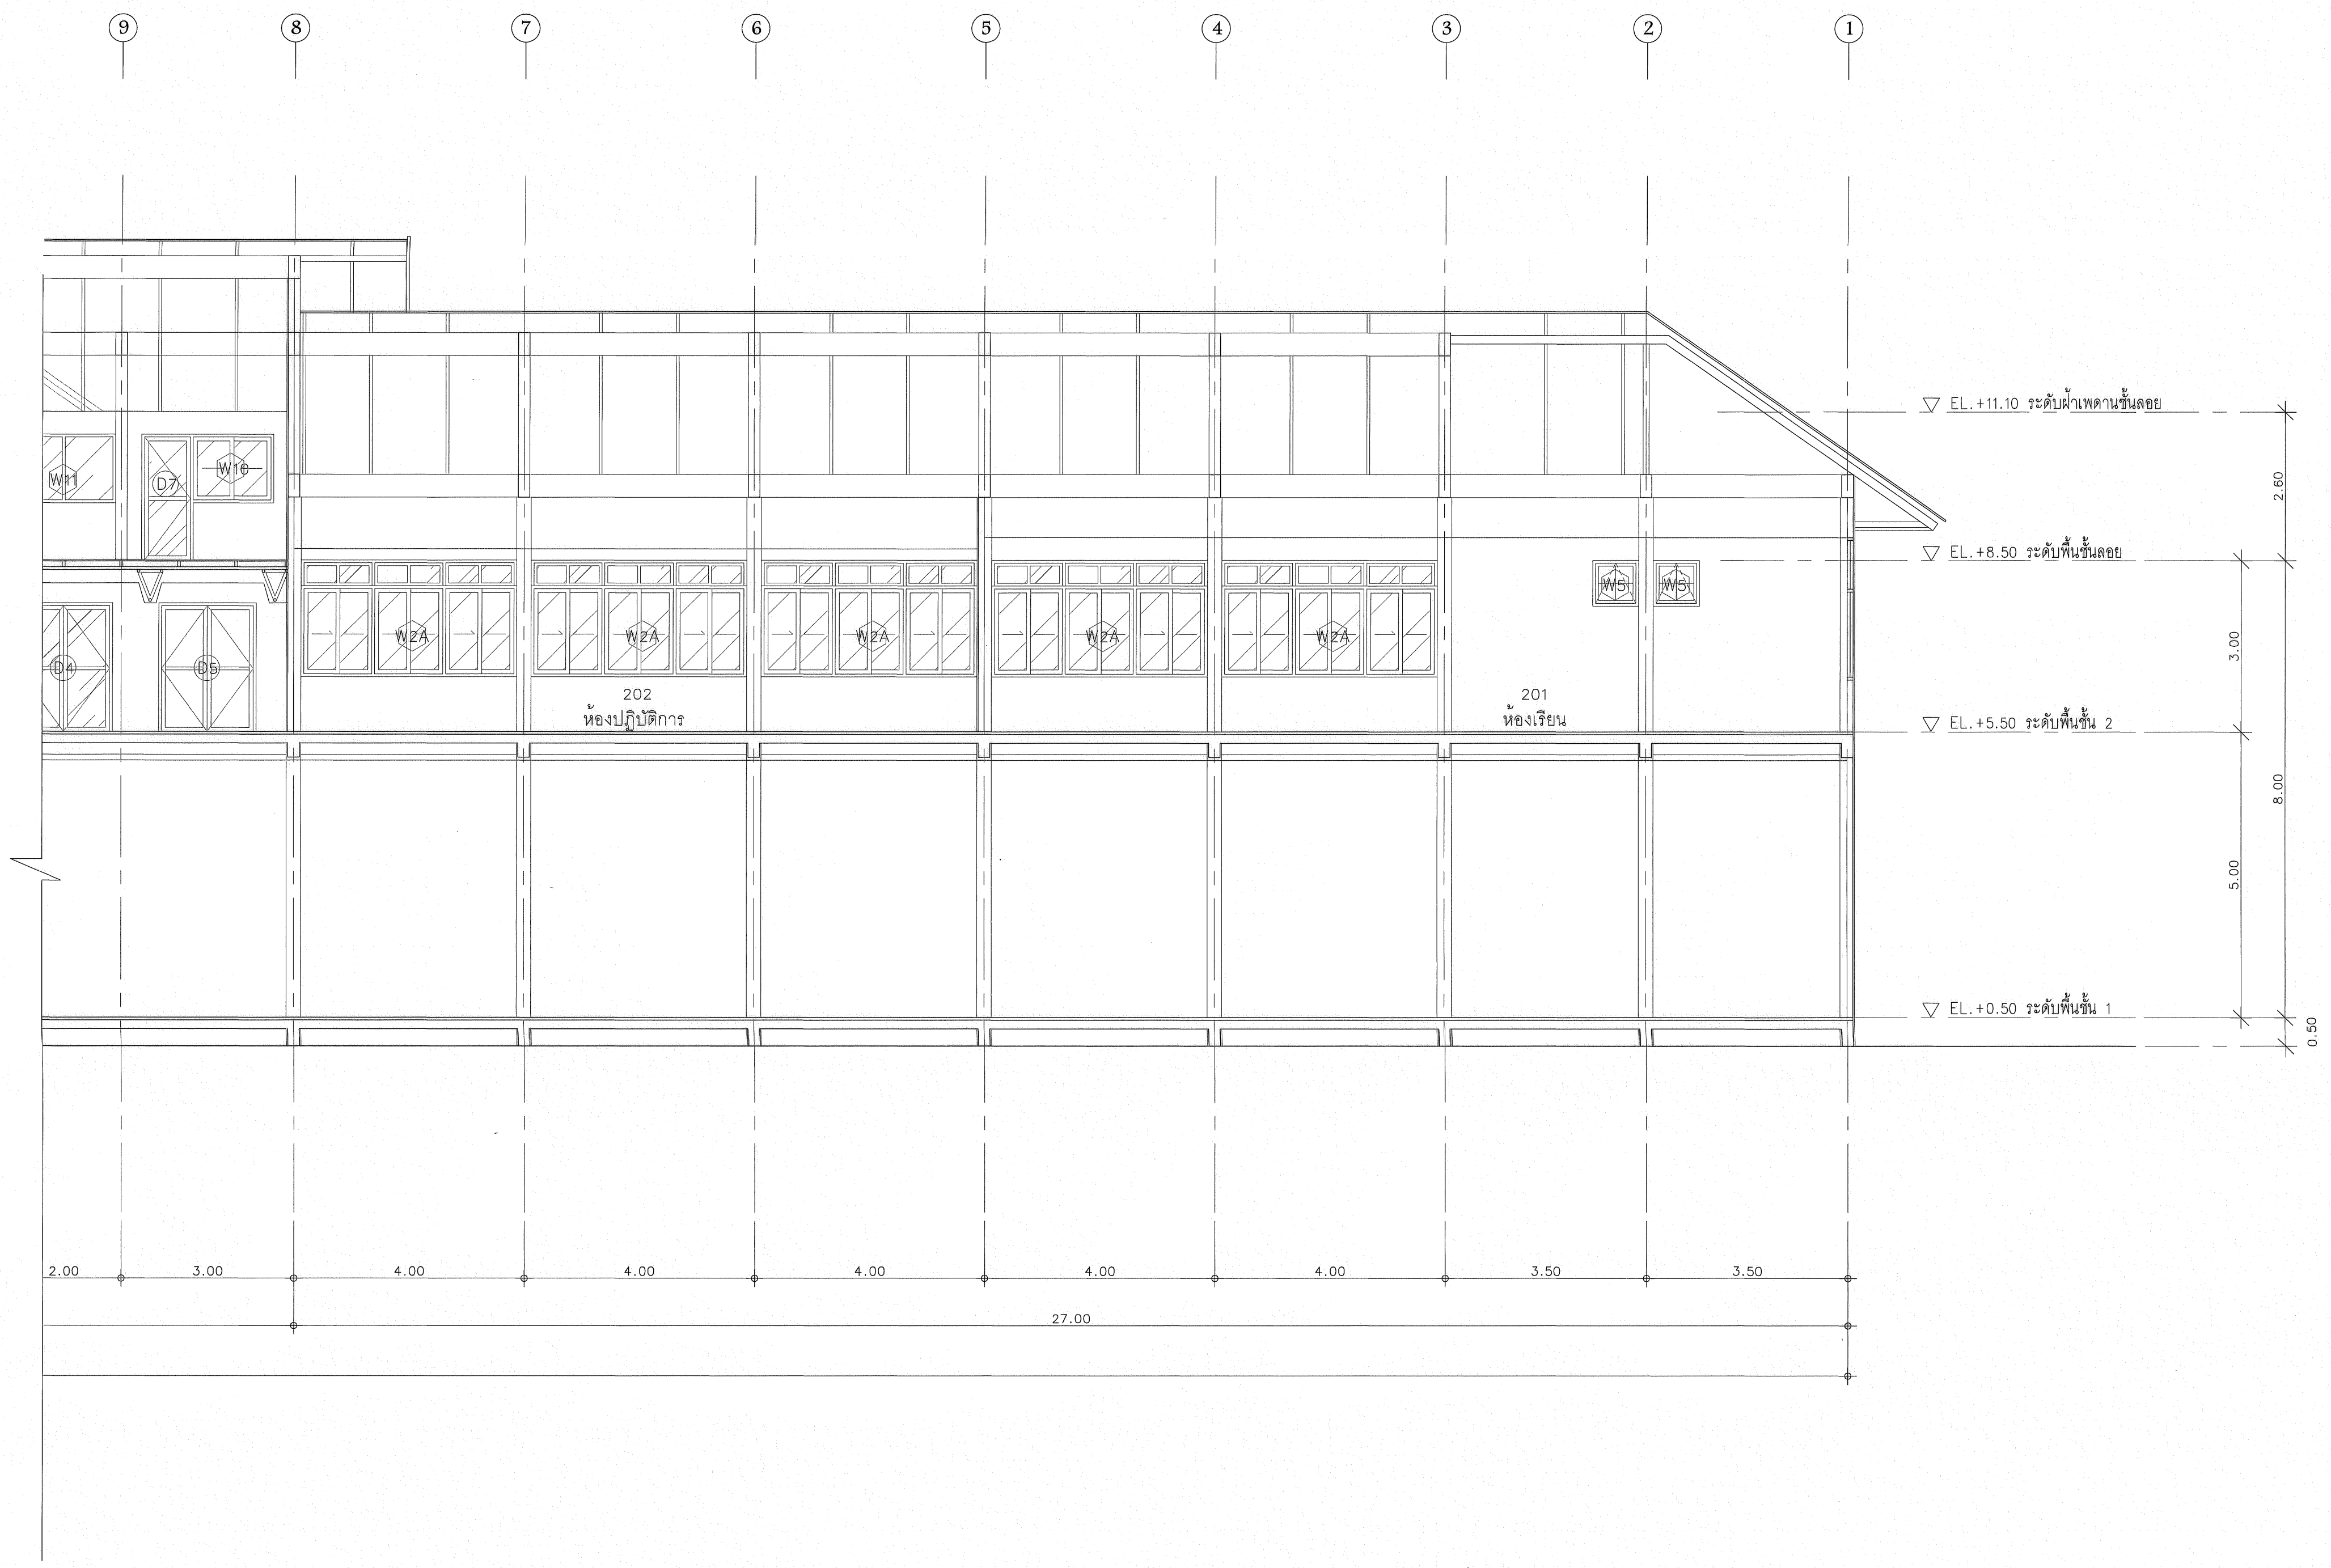 9 8 7 6 5 4 3 2 1
EL.+11.10 ระดับฝ้าเพดานชั้นลอย
W11 D7 W10
2.60
EL.+8.50 ระดับพื้นชั้นลอย
W5 W5
W2A W2A W2A W2A W2A
3.00
D4 D5
202
ห้องปฏิบัติการ
201
ห้องเรียน
EL.+5.50 ระดับพื้นชั้น 2
8.00
5.00
EL.+0.50 ระดับพื้นชั้น 1
0.50
2.00 3.00 4.00 4.00 4.00 4.00 4.00 3.50 3.50
27.00